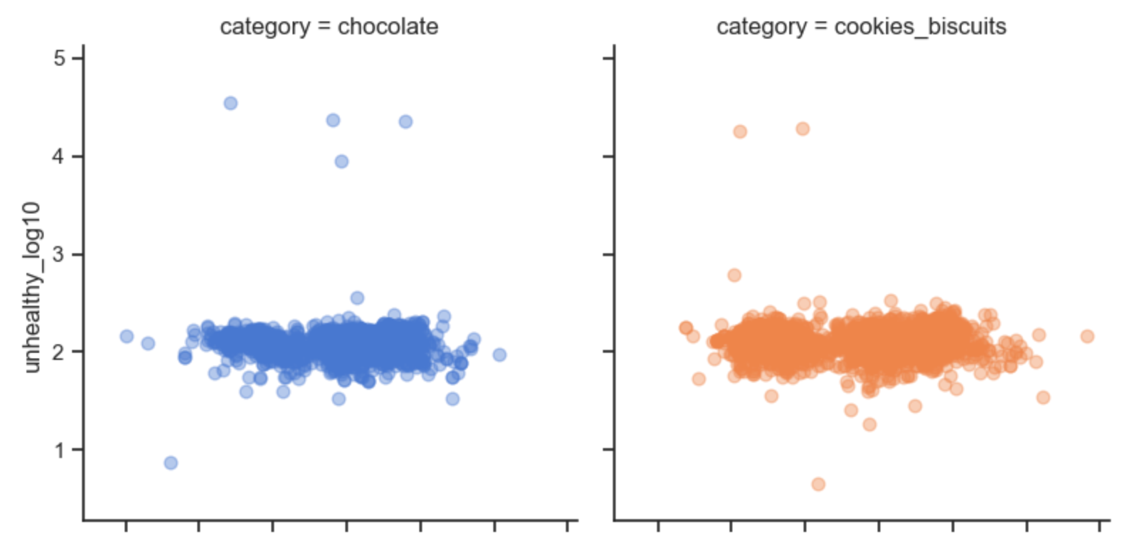 category = chocolate
category = cookies_biscuits
unhealthy_log10
5
4
3
2
1